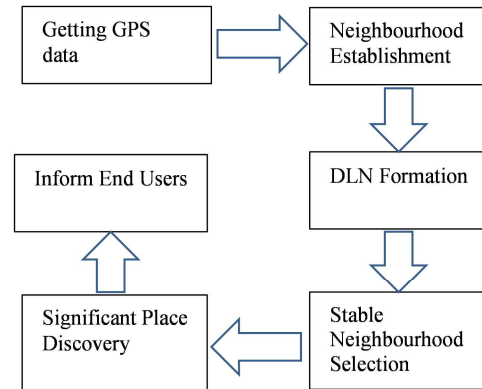 Getting GPS
data
Neighbourhood
Establishment
DLN Formation
Stable
Neighbourhood
Selection
Significant Place
Discovery
Inform End Users